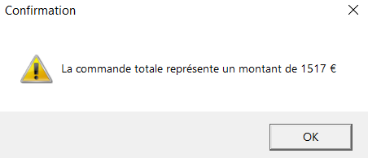 Confirmation
La commande totale représente un montant de 1517 €
OK